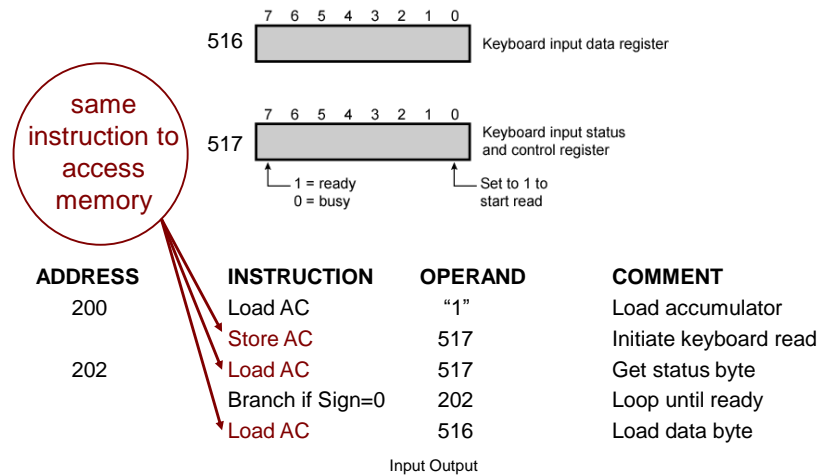 7 6 5 4 3 2 1 0
516 Keyboard input data register
same
instruction to
access
memory
7 6 5 4 3 2 1 0
517 Keyboard input status
and control register
1 = ready
0 = busy
Set to 1 to
start read
ADDRESS INSTRUCTION OPERAND COMMENT
200 Load AC “1” Load accumulator
Store AC 517 Initiate keyboard read
202 Load AC 517 Get status byte
Branch if Sign=0 202 Loop until ready
Load AC 516 Load data byte
Input Output